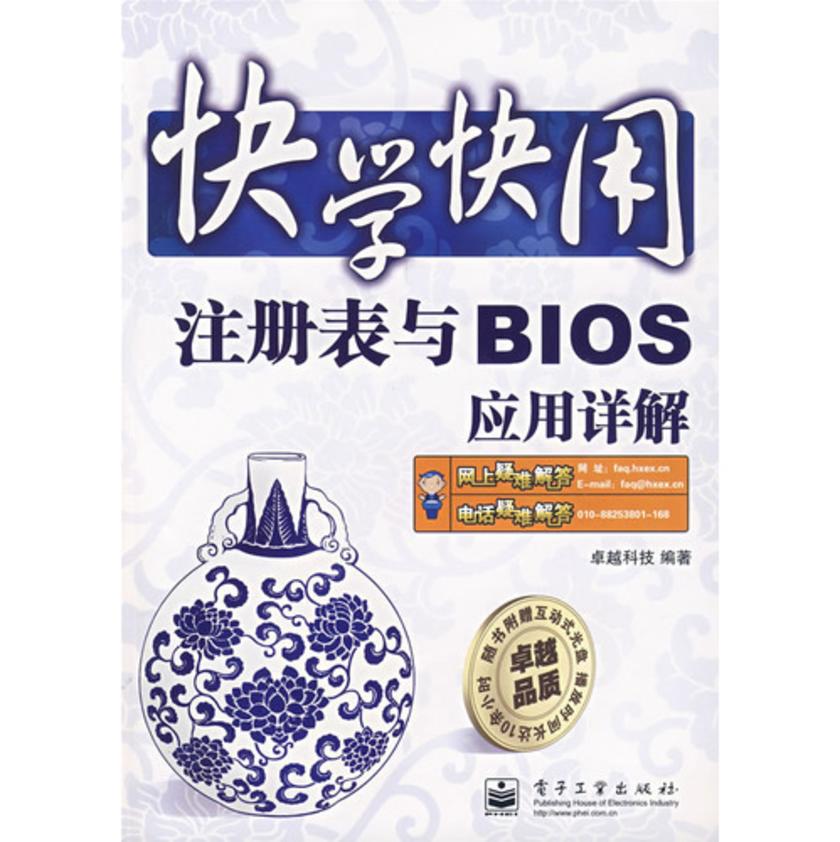 快学快用
注册表与BIOS
应用详解
网上疑难解答 网 址：faq.hxex.cn
E-mail：faq@hxex.cn
电话疑难解答 010-88253801-168
卓越科技 编著
随书附赠互动式光盘 播放时间长达10余小时
卓越
品质
PHEI
电子工业出版社
Publishing House of Electronics Industry
http://www.phei.com.cn